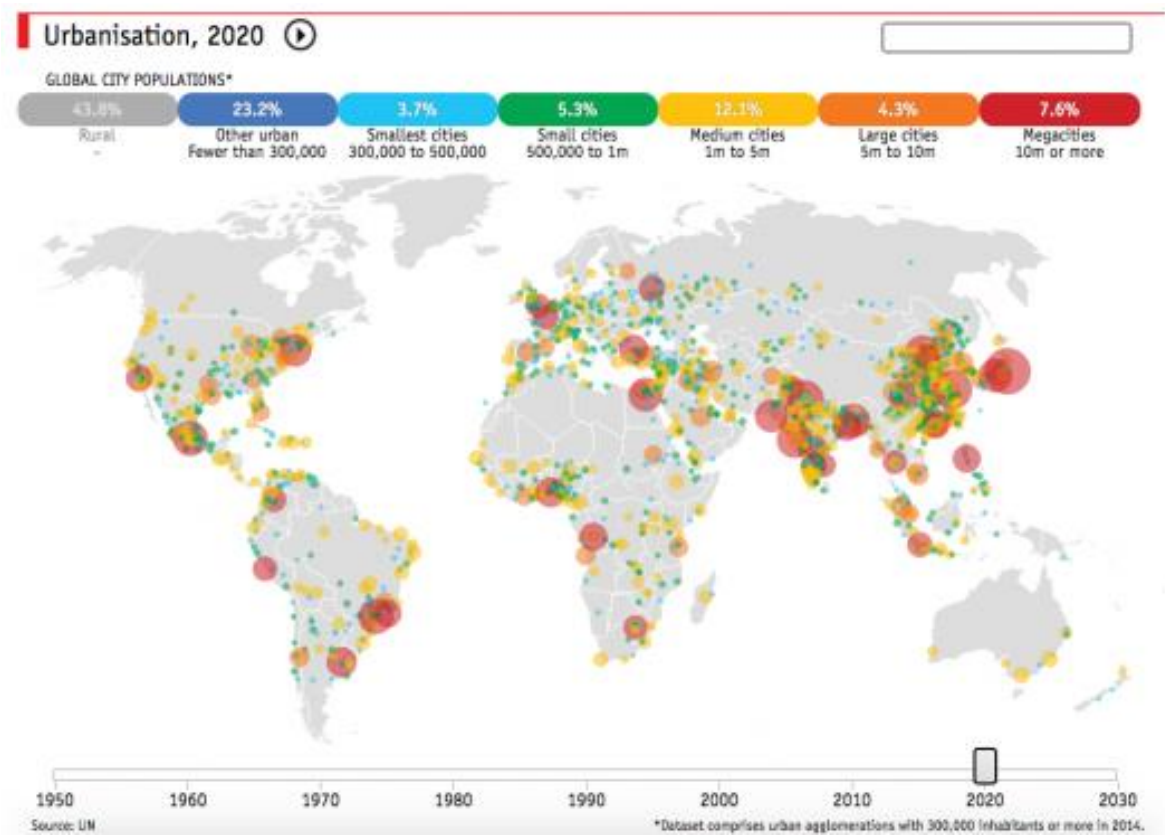 Urbanisation, 2020
GLOBAL CITY POPULATIONS*
43.8% 23.2% 3.7% 5.3% 12.1% 4.3% 7.6%
Rural Other urban Smallest cities Small cities Medium cities Large cities Megacities
- Fewer than 300,000 300,000 to 500,000 500,000 to 1m 1m to 5m 5m to 10m 10m or more
1950 1960 1970 1980 1990 2000 2010 2020 2030
Source: UN *Dataset comprises urban agglomerations with 300,000 inhabitants or more in 2014.